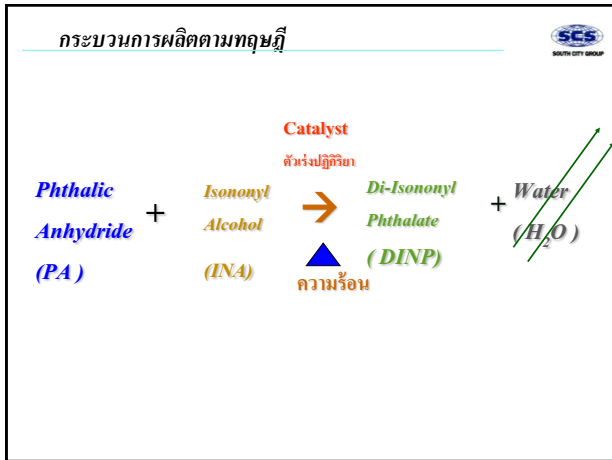 กระบวนการผลิตตามทฤษฎี
SCS
SOUTH CITY GROUP
Catalyst
ตัวเร่งปฏิกิริยา
Phthalic
Anhydride
(PA )
+
Isononyl
Alcohol
(INA)
→
ความร้อน
Di-Isononyl
Phthalate
( DINP)
+
Water
( H₂O )